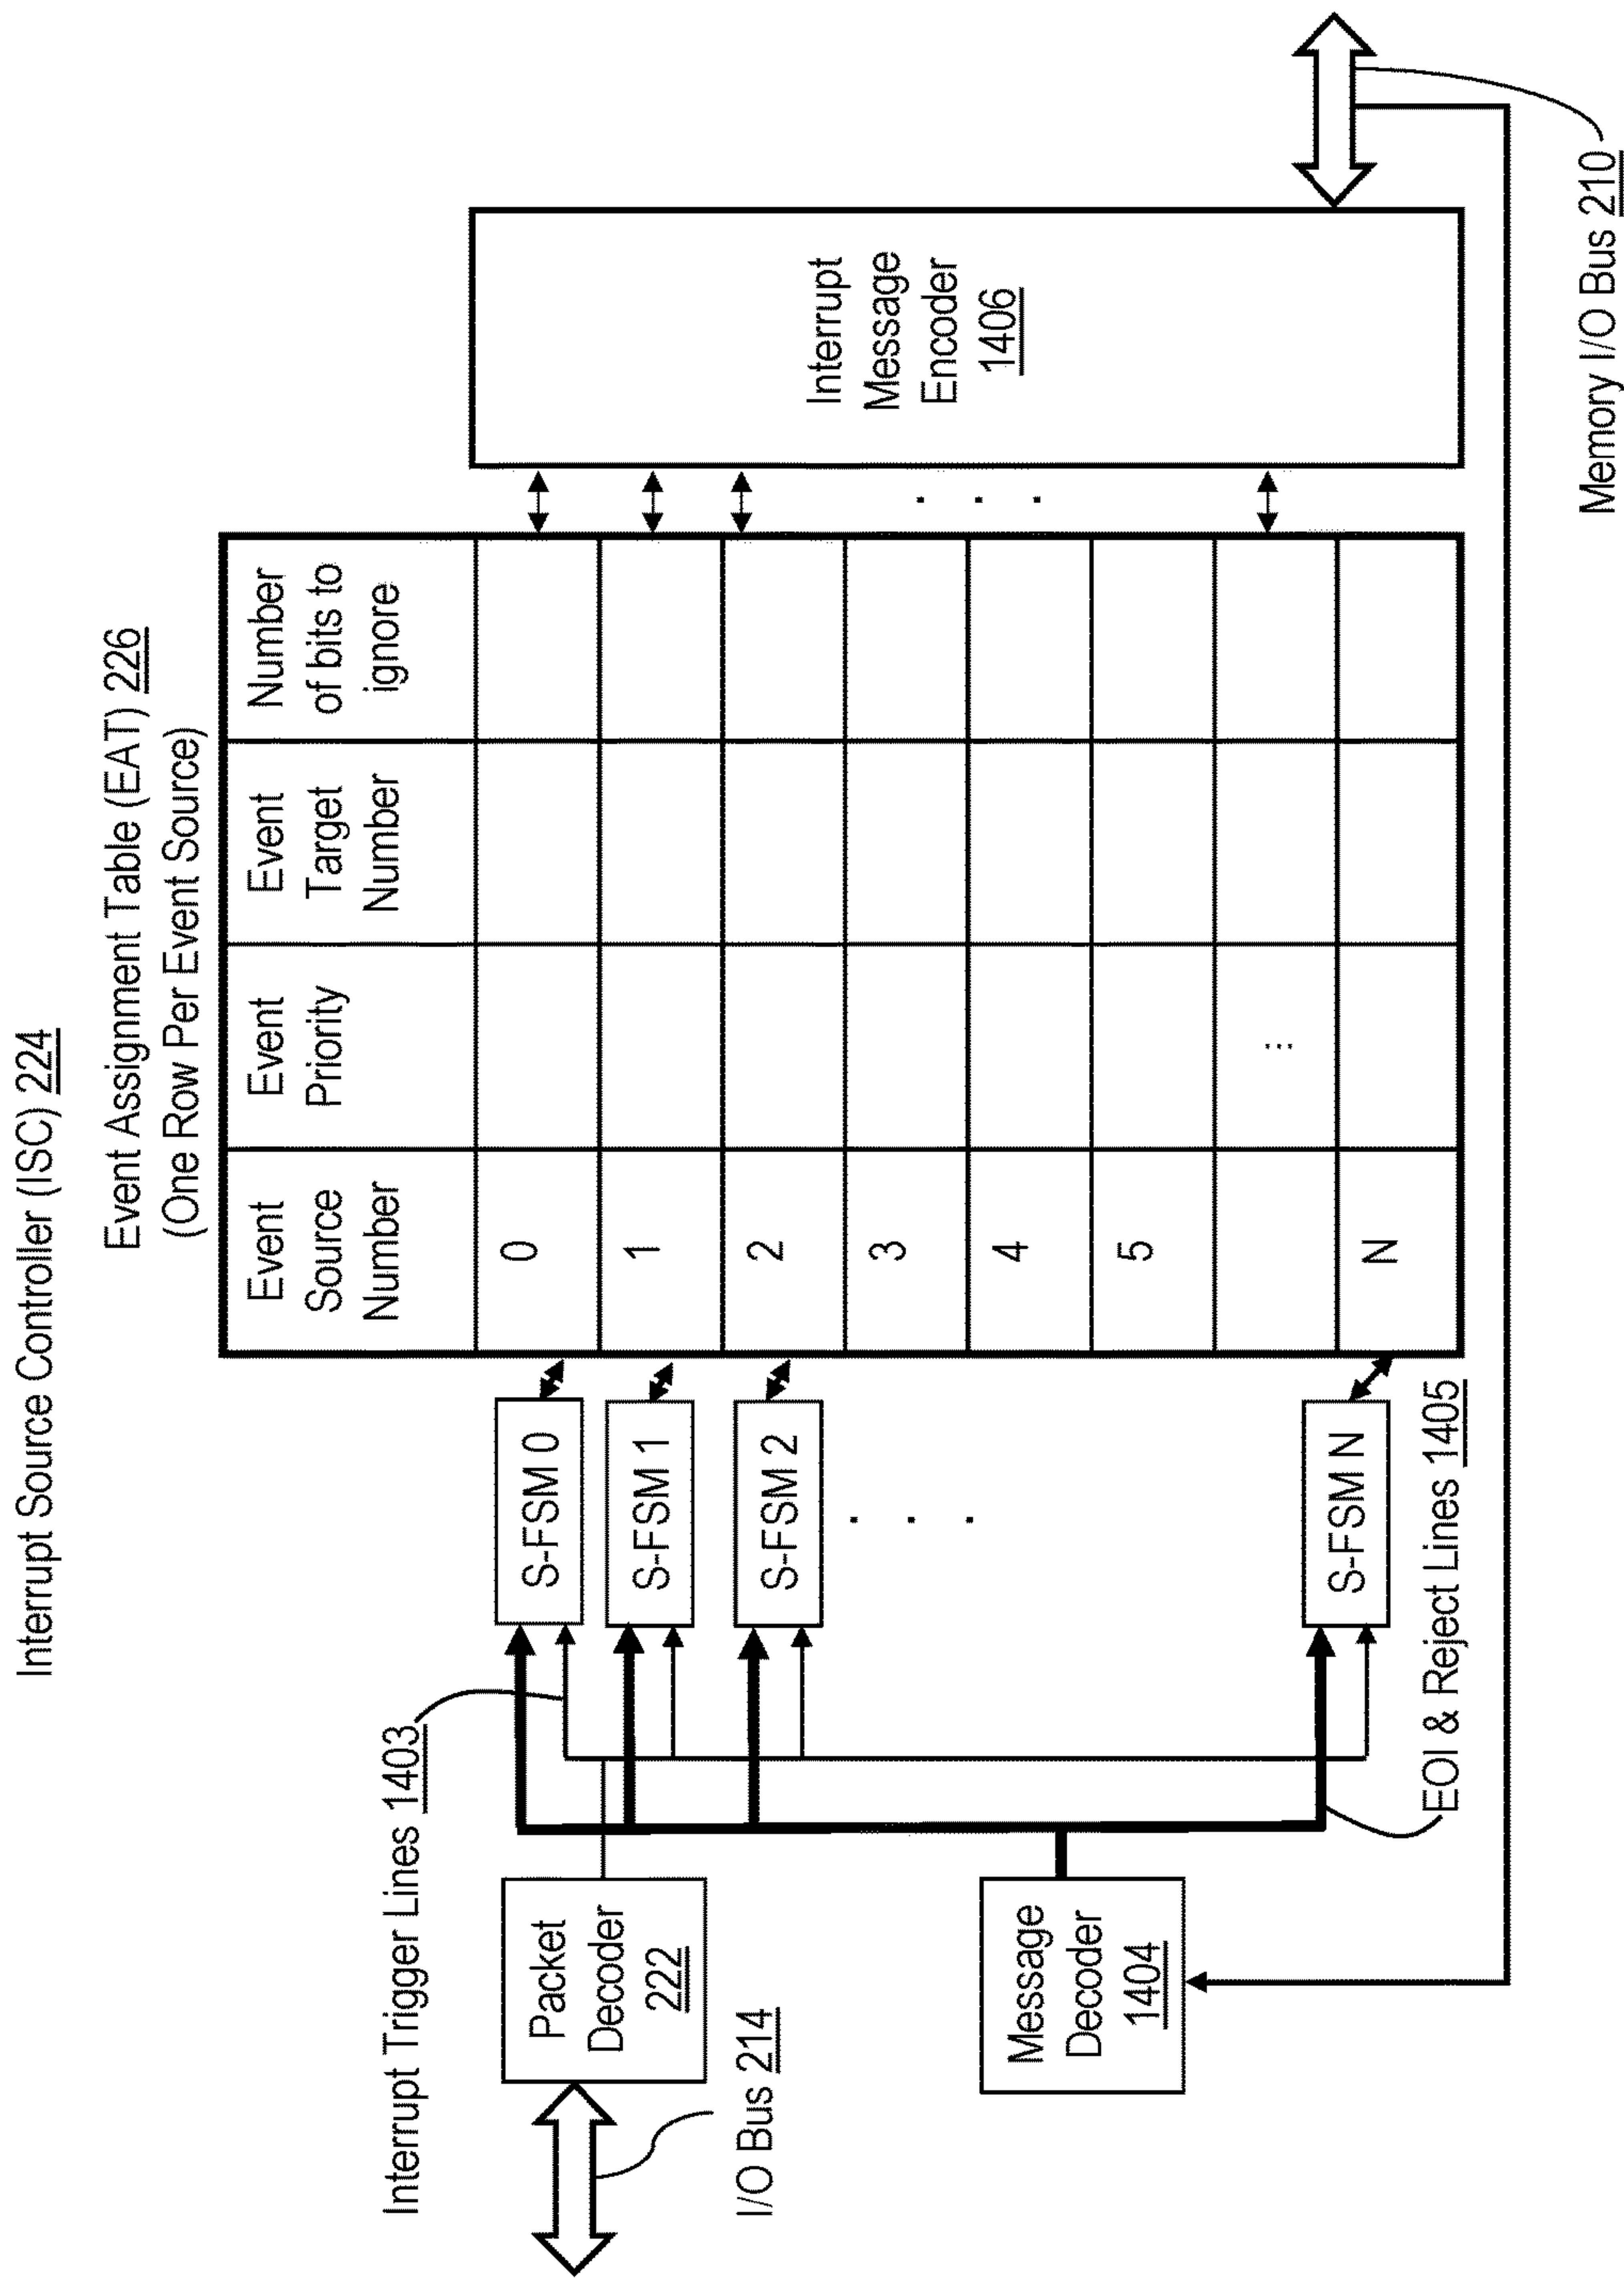 Interrupt Source Controller (ISC) 224
Event Assignment Table (EAT) 226
(One Row Per Event Source)
Event
Source
Number
Event
Priority
Event
Target
Number
Number
of bits to
ignore
0
1
2
3
4
5
...
N
Interrupt Trigger Lines 1403
Packet
Decoder
222
I/O Bus 214
Message
Decoder
1404
S-FSM 0
S-FSM 1
S-FSM 2
. . .
S-FSM N
EOI & Reject Lines 1405
. . .
Interrupt
Message
Encoder
1406
Memory I/O Bus 210